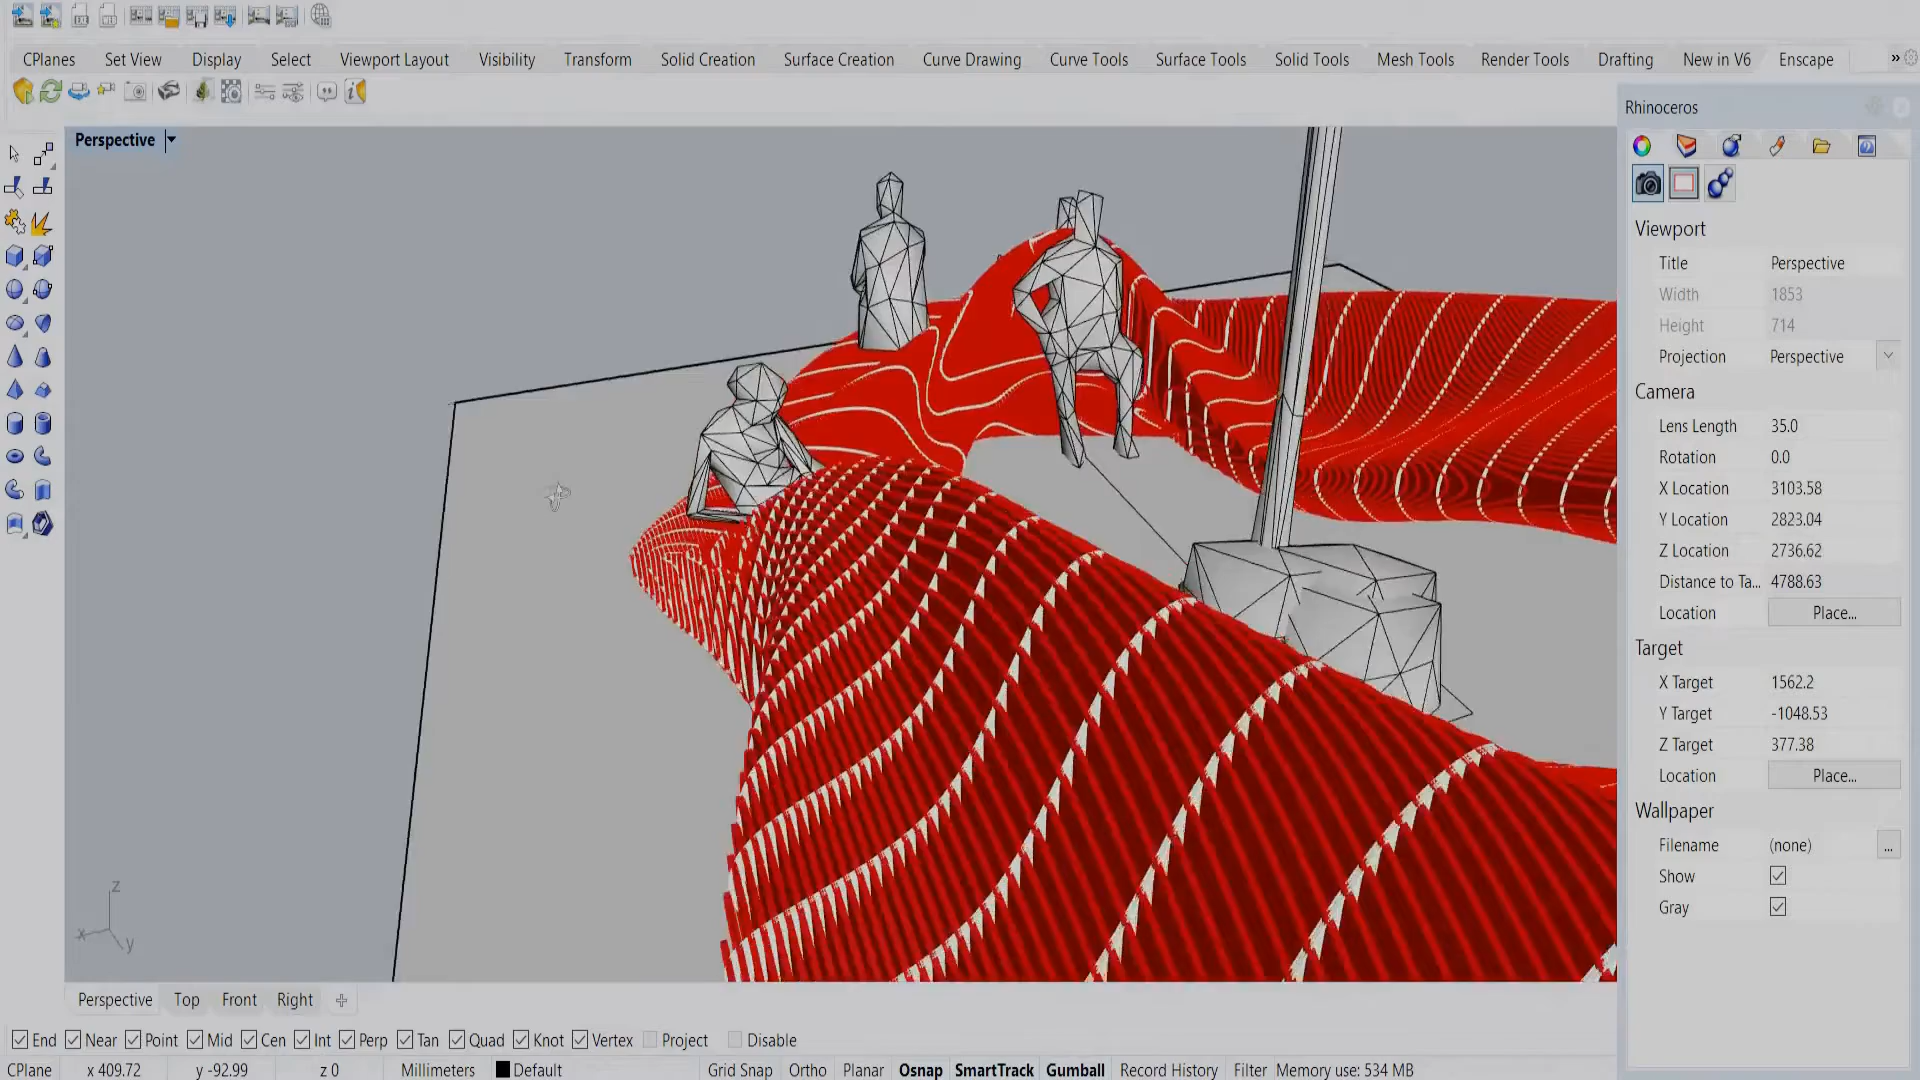 CPlanes Set View Display Select Viewport Layout Visibility Transform Solid Creation Surface Creation Curve Drawing Curve Tools Surface Tools Solid Tools Mesh Tools Render Tools Drafting New in V6 Enscape »
Rhinoceros
Perspective
Viewport
Title Perspective
Width 1853
Height 714
Projection Perspective
Camera
Lens Length 35.0
Rotation 0.0
X Location 3103.58
Y Location 2823.04
Z Location 2736.62
Distance to Ta... 4788.63
Location Place...
Target
X Target 1562.2
Y Target -1048.53
Z Target 377.38
Location Place...
Wallpaper
Filename (none) ...
Show
Gray
z
x
y
Perspective Top Front Right
End Near Point Mid Cen Int Perp Tan Quad Knot Vertex Project Disable
CPlane x 409.72 y -92.99 z 0 Millimeters Default Grid Snap Ortho Planar Osnap SmartTrack Gumball Record History Filter Memory use: 534 MB